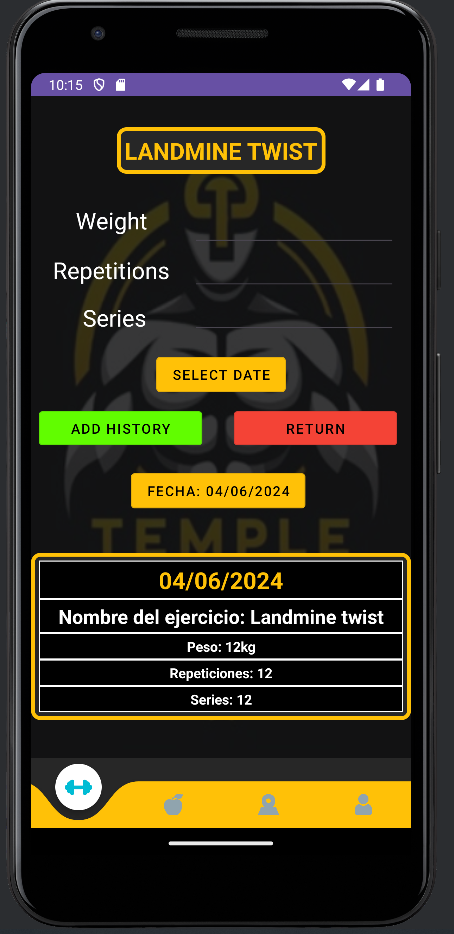 10:15
LANDMINE TWIST
Weight
Repetitions
Series
SELECT DATE
ADD HISTORY
RETURN
FECHA: 04/06/2024
TEMPLE
04/06/2024
Nombre del ejercicio: Landmine twist
Peso: 12kg
Repeticiones: 12
Series: 12